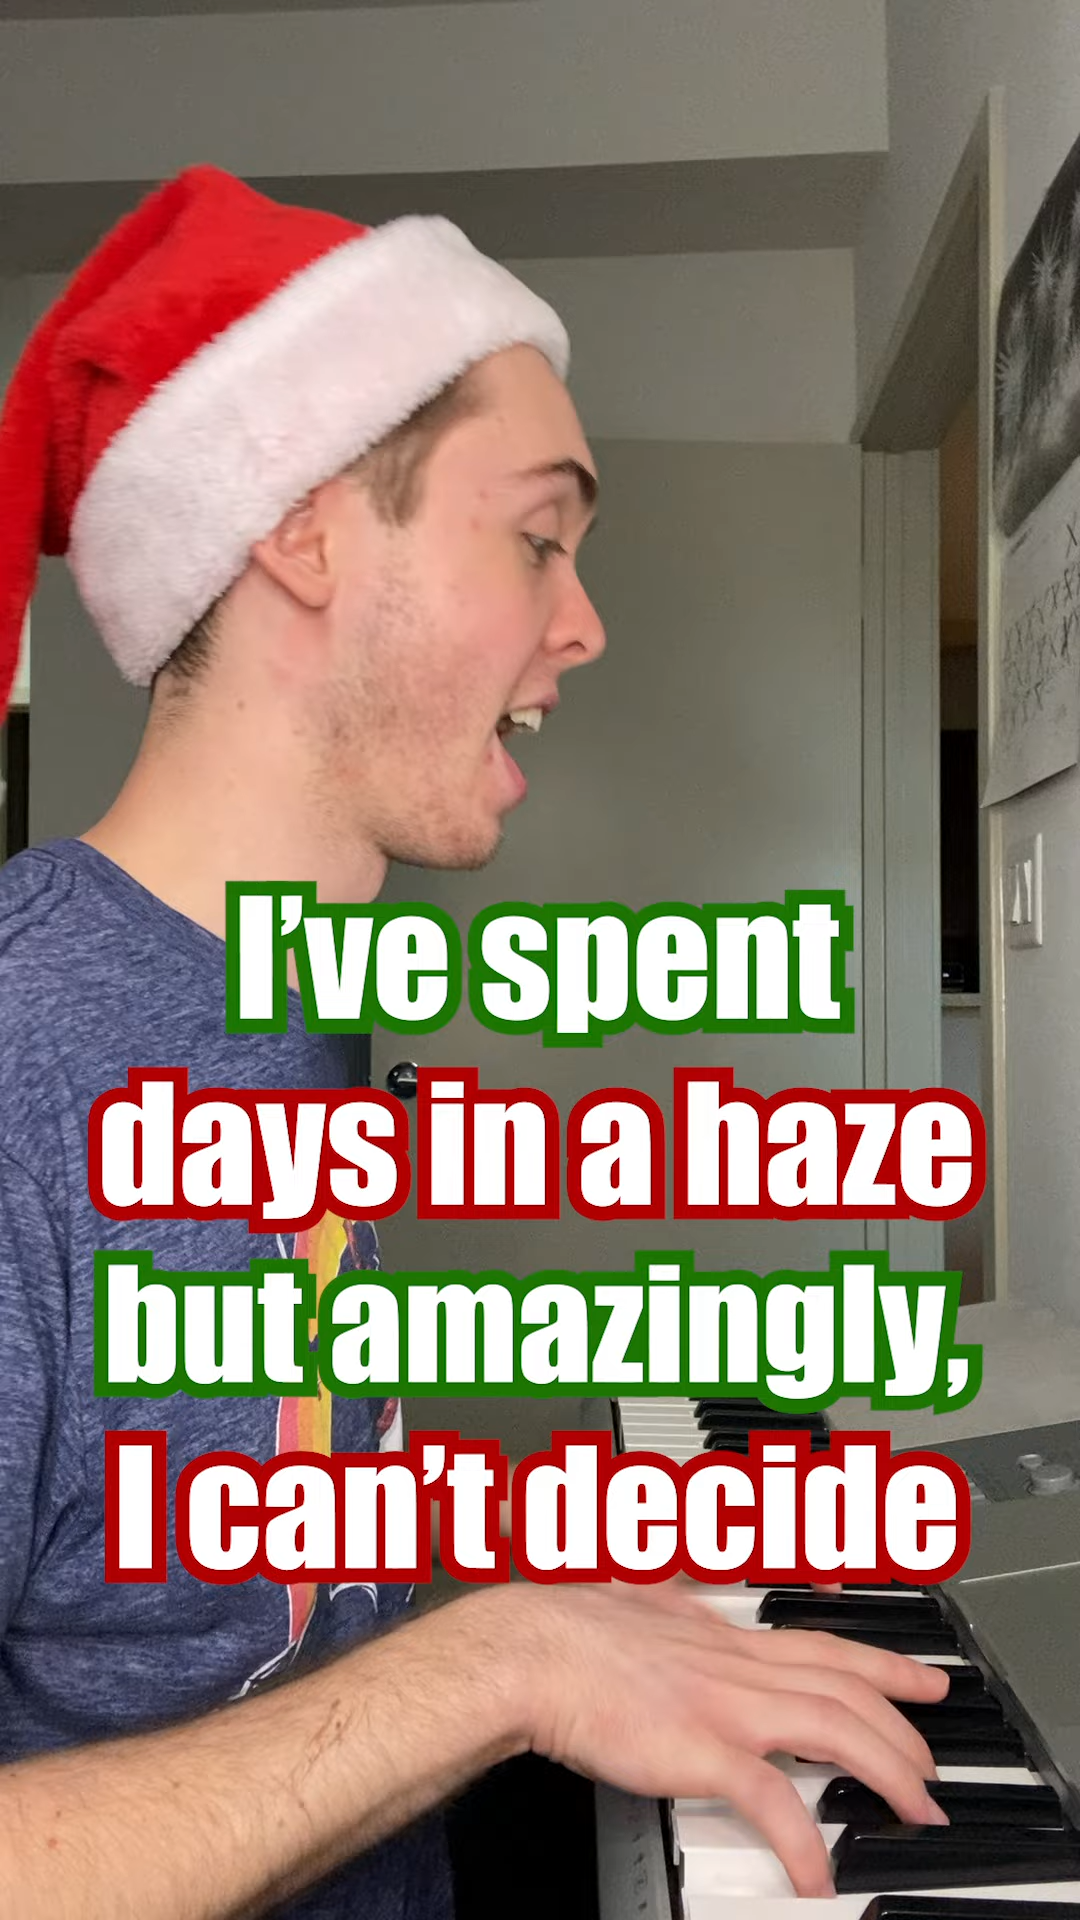 I’ve spent
days in a haze
but amazingly,
I can’t decide